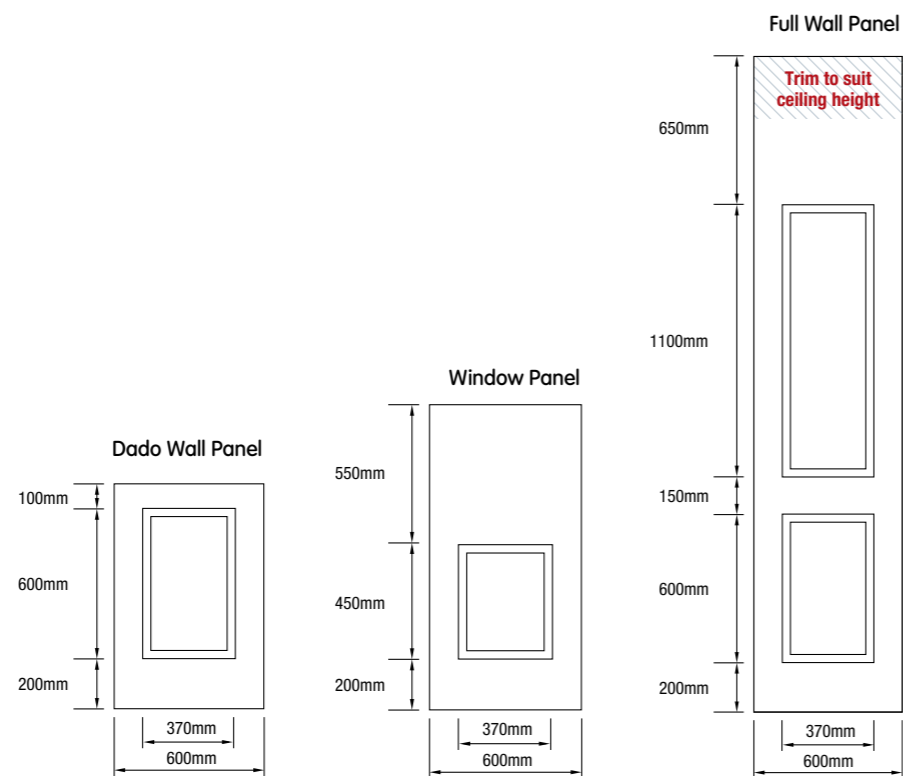 Dado Wall Panel
100mm
600mm
200mm
370mm
600mm
Window Panel
550mm
450mm
200mm
370mm
600mm
Full Wall Panel
Trim to suit
ceiling height
650mm
1100mm
150mm
600mm
200mm
370mm
600mm